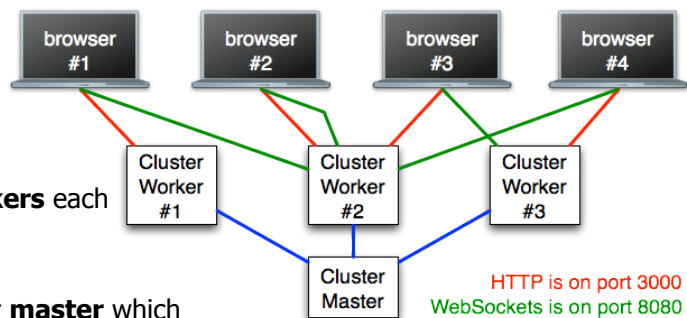 browser
#1
browser
#2
browser
#3
browser
#4
Cluster
Worker
#1
Cluster
Worker
#2
Cluster
Worker
#3
kers each
Cluster
Master
HTTP is on port 3000
WebSockets is on port 8080
master which